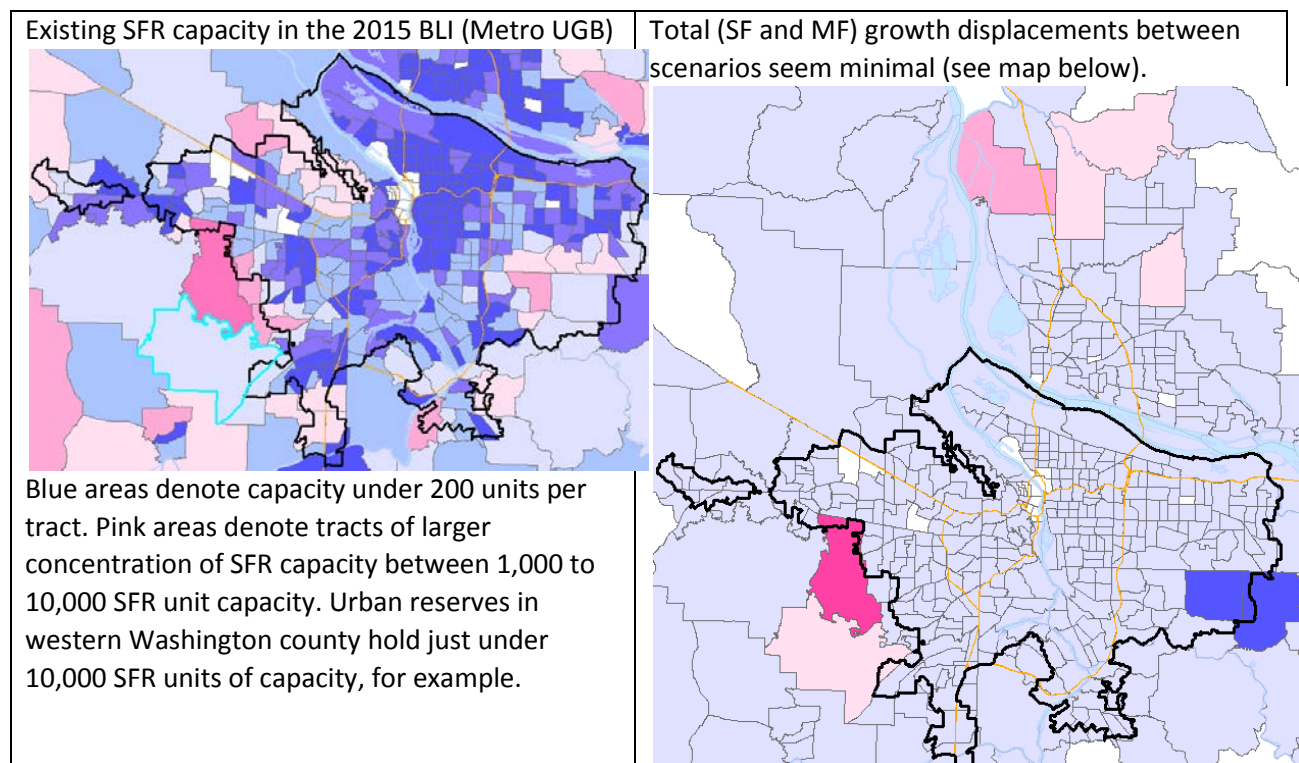 Existing SFR capacity in the 2015 BLI (Metro UGB)
Blue areas denote capacity under 200 units per
tract. Pink areas denote tracts of larger
concentration of SFR capacity between 1,000 to
10,000 SFR unit capacity. Urban reserves in
western Washington county hold just under
10,000 SFR units of capacity, for example.
Total (SF and MF) growth displacements between
scenarios seem minimal (see map below).